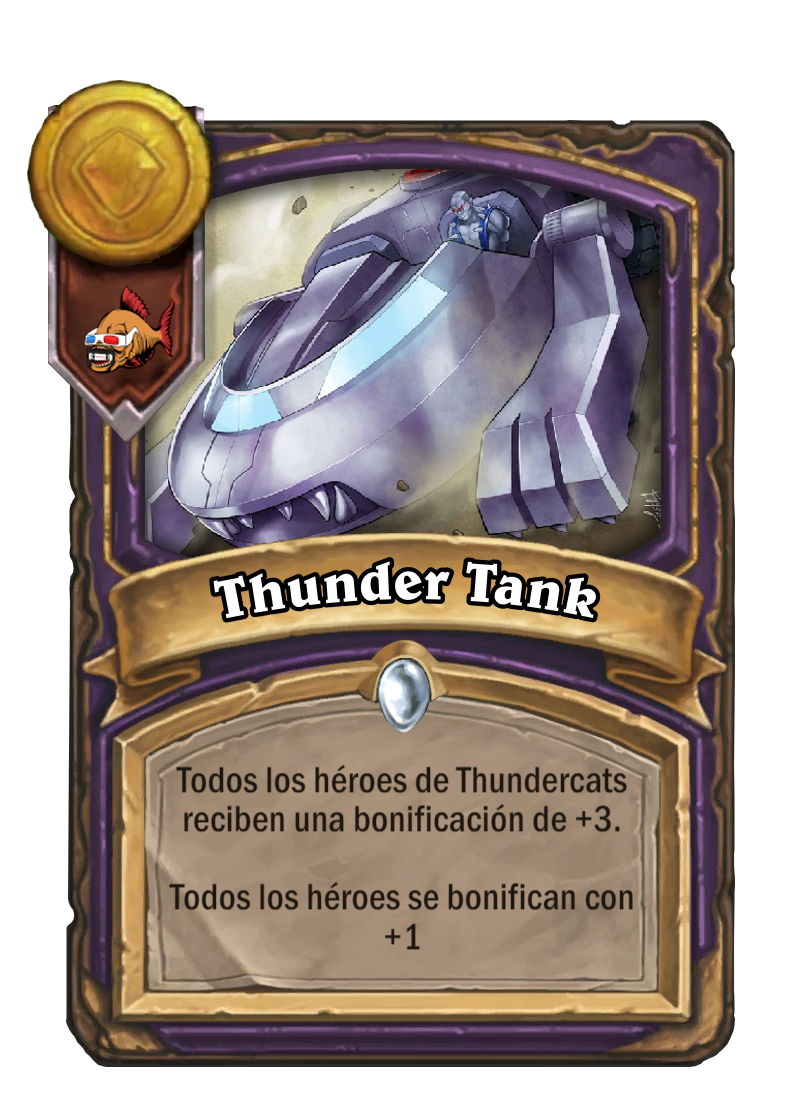 Thunder Tank
Todos los héroes de Thundercats
reciben una bonificación de +3.
Todos los héroes se bonifican con
+1